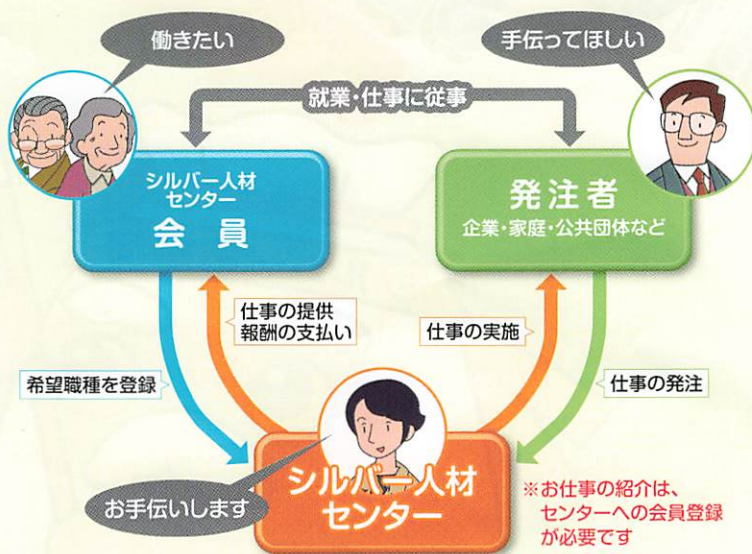 働きたい
手伝ってほしい
就業・仕事に従事
シルバー人材
センター
会員
発注者
企業・家庭・公共団体など
仕事の提供
報酬の支払い
仕事の実施
希望職種を登録
仕事の発注
お手伝いします
シルバー人材
センター
※お仕事の紹介は、
センターへの会員登録
が必要です